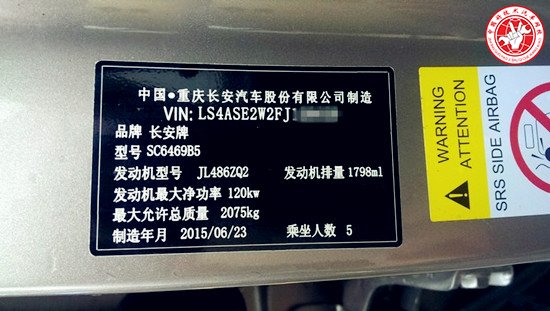 中国●重庆长安汽车股份有限公司制造
VIN: LS4ASE2W2FJ
品牌 长安牌
型号 SC6469B5
发动机型号 JL486ZQ2 发动机排量 1798ml
发动机最大净功率 120kw
最大允许总质量 2075kg
制造年月 2015/06/23 乘坐人数 5
WARNING
ATTENTION
SRS SIDE AIRBAG